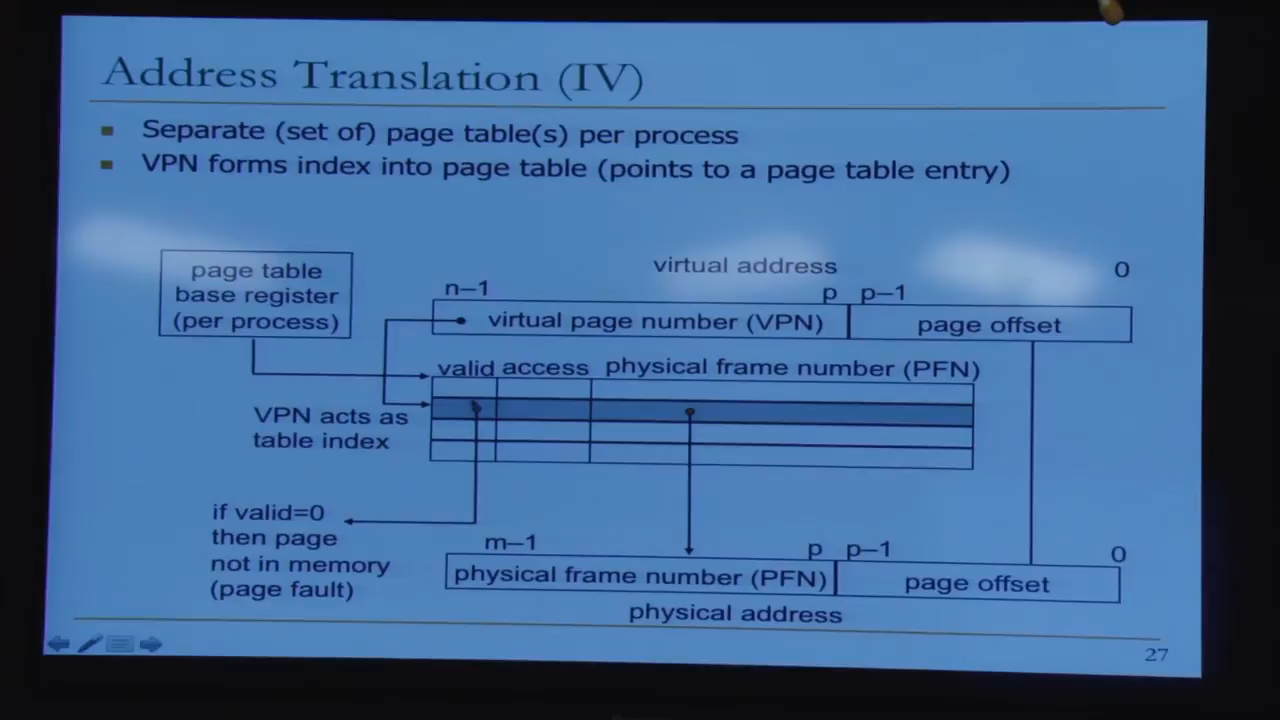 Address Translation (IV)
Separate (set of) page table(s) per process
VPN forms index into page table (points to a page table entry)
page table
base register
(per process)
virtual address
0
n–1
p
p–1
virtual page number (VPN)
page offset
valid
access
physical frame number (PFN)
VPN acts as
table index
if valid=0
then page
not in memory
(page fault)
m–1
p
p–1
0
physical frame number (PFN)
page offset
physical address
27